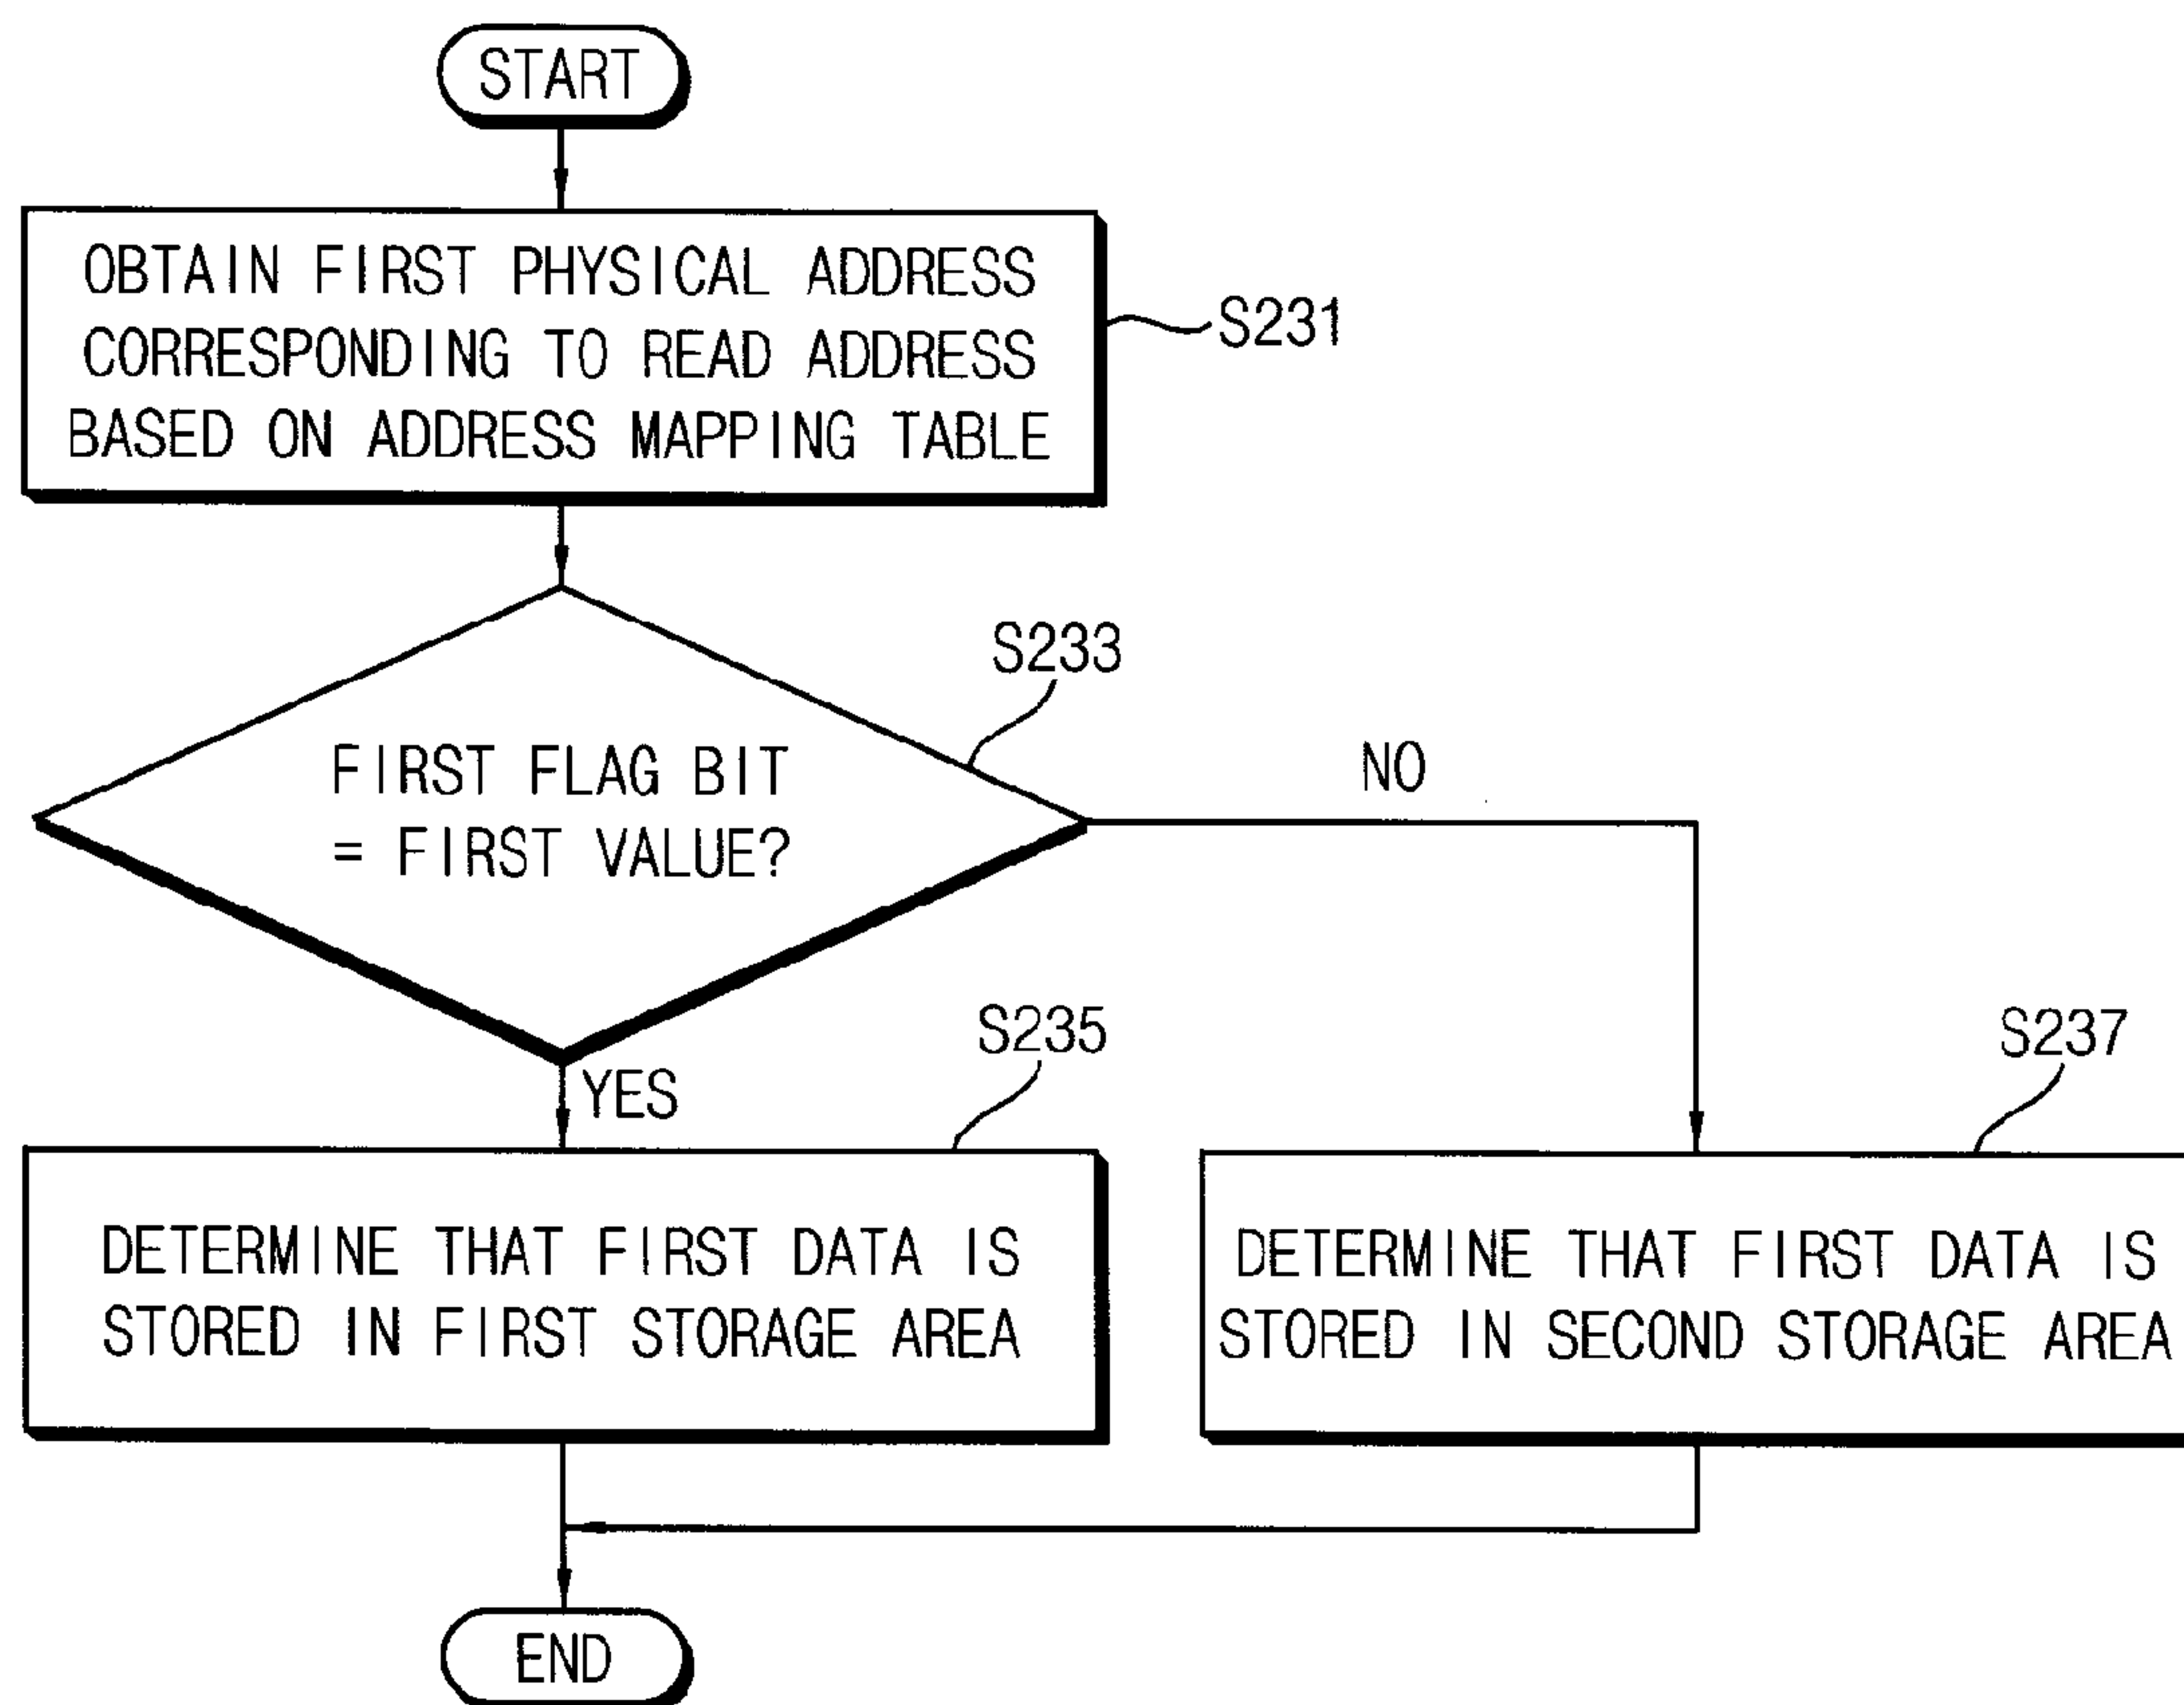 START
OBTAIN FIRST PHYSICAL ADDRESS
CORRESPONDING TO READ ADDRESS
BASED ON ADDRESS MAPPING TABLE
S231
S233
FIRST FLAG BIT
= FIRST VALUE?
NO
YES
S235
DETERMINE THAT FIRST DATA IS
STORED IN FIRST STORAGE AREA
S237
DETERMINE THAT FIRST DATA IS
STORED IN SECOND STORAGE AREA
END